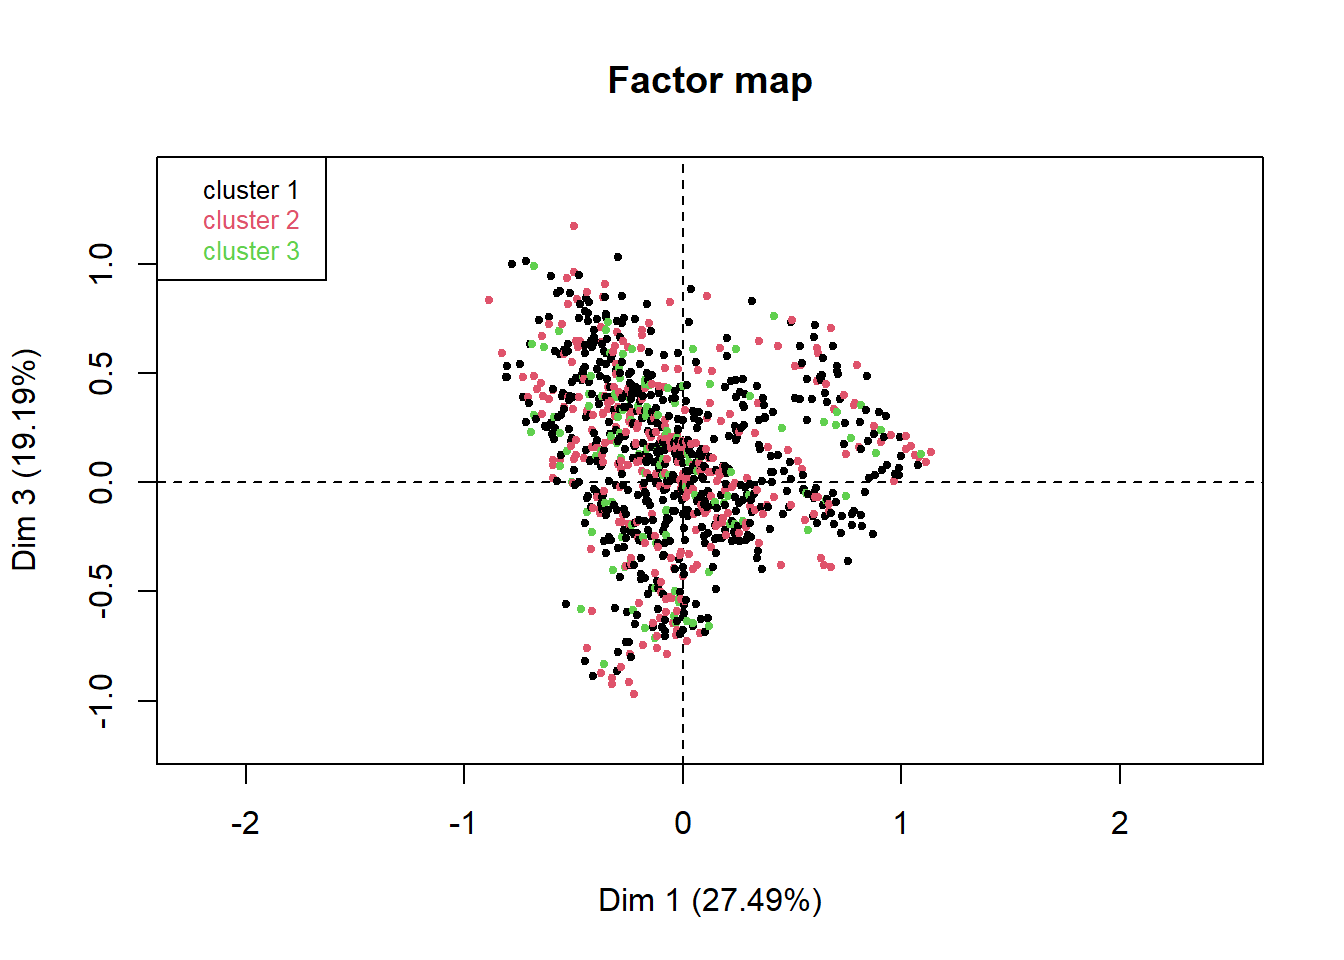 Factor map
cluster 1
cluster 2
cluster 3
1.0
0.5
0.0
-0.5
-1.0
Dim 3 (19.19%)
-2
-1
0
1
2
Dim 1 (27.49%)